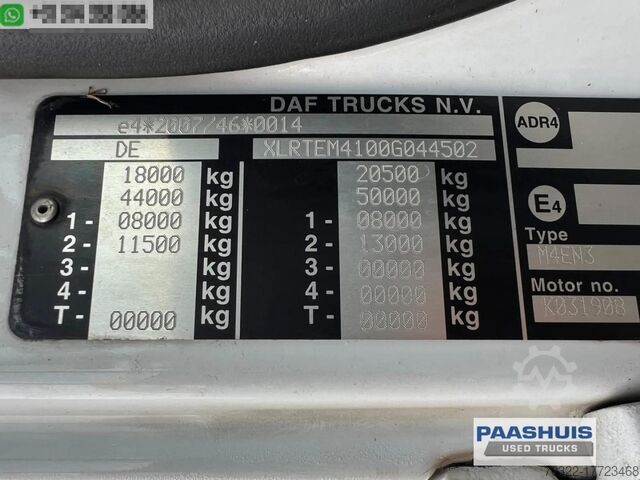 DAF TRUCKS N.V.
e4*2007/46*0014
DE XLRTEM4100G044502
18000 kg 20500 kg
44000 kg 50000 kg
1- 08000 kg 1- 08000 kg
2- 11500 kg 2- 13000 kg
3- kg 3- 00000 kg
4- kg 4- 00000 kg
T- 00000 kg T- 00000 kg
ADR4
E4
Type
M4EN3
Motor no.
K031908
PAASHUIS
USED TRUCKS